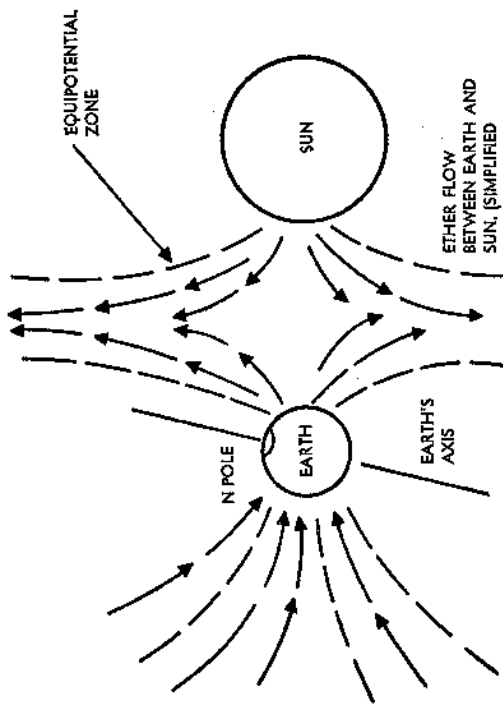 EQUIPOTENTIAL
ZONE
SUN
N POLE
EARTH
EARTH'S
AXIS
ETHER FLOW
BETWEEN EARTH AND
SUN. (SIMPLIFIED